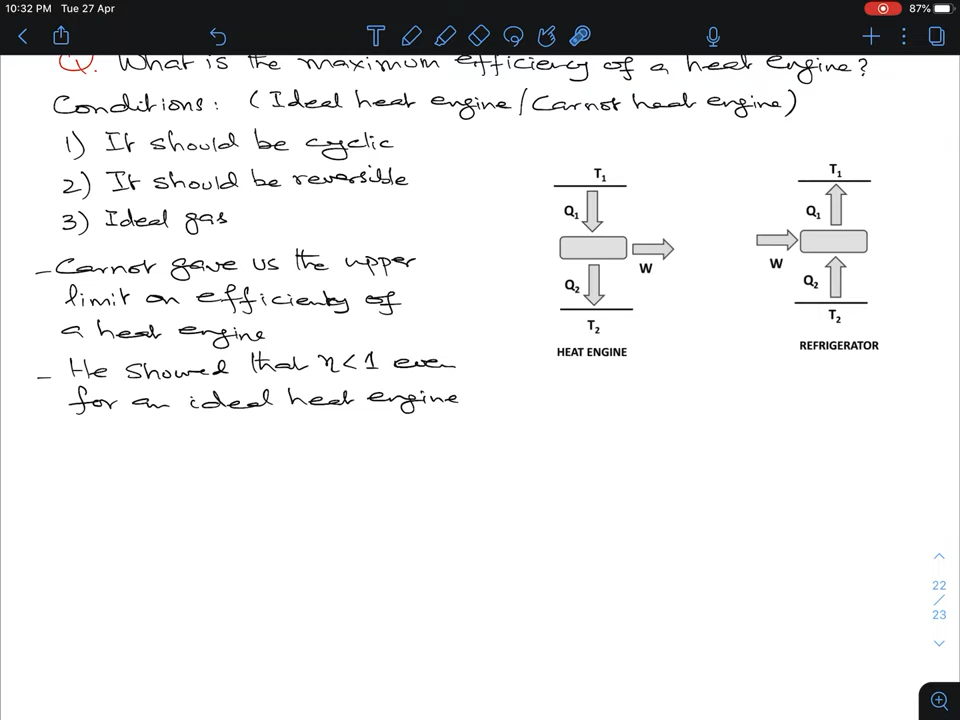 10:32 PM Tue 27 Apr
87%
Q. What is the maximum efficiency of a heat engine?
Conditions: (Ideal heat engine/Carnot heat engine)
1) It should be cyclic
2) It should be reversible
3) Ideal gas
- Carnot gave us the upper
limit on efficiency of
a heat engine
- He showed that η<1 even
for an ideal heat engine
T1
Q1
W
Q2
T2
HEAT ENGINE
T1
Q1
W
Q2
T2
REFRIGERATOR
22
/
23